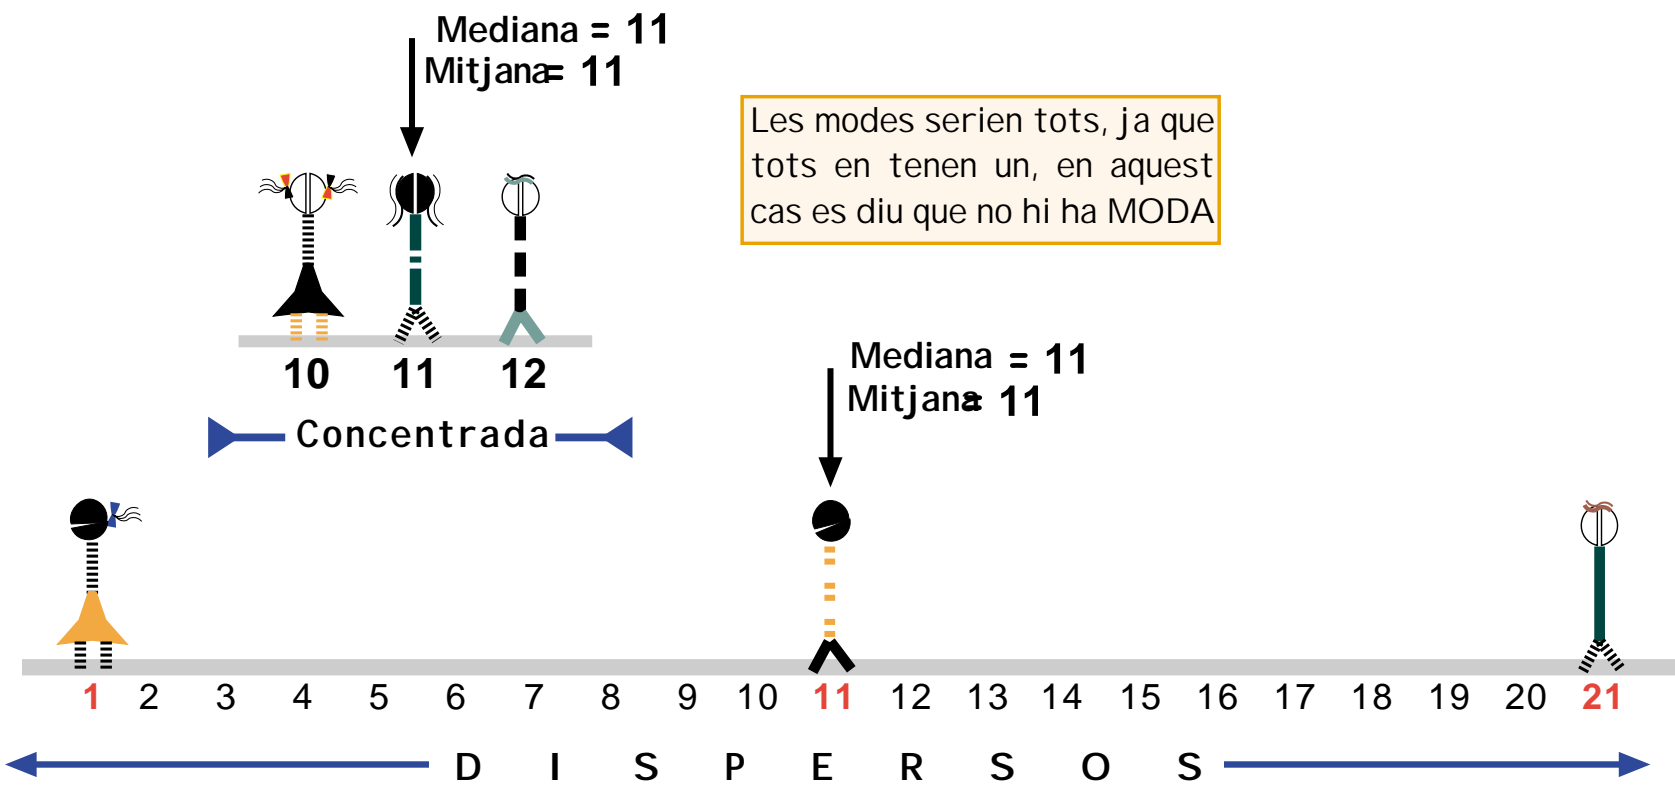 Mediana = 11
Mitjana= 11
Les modes serien tots, ja que
tots en tenen un, en aquest
cas es diu que no hi ha MODA
10 11 12
Concentrada
Mediana = 11
Mitjana= 11
1 2 3 4 5 6 7 8 9 10 11 12 13 14 15 16 17 18 19 20 21
D I S P E R S O S